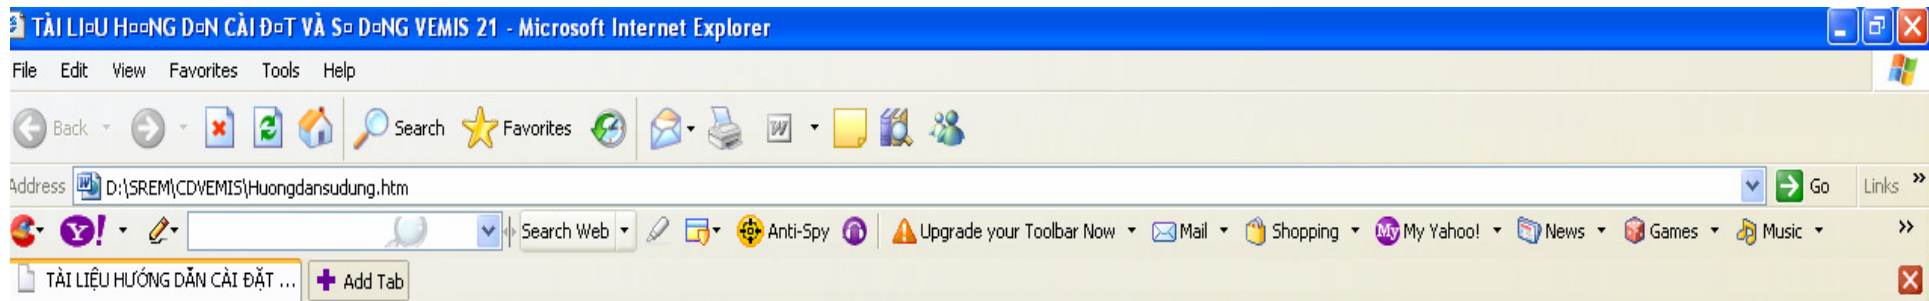 TÀI LI¤U H¤¤NG D¤N CÀI Đ¤T VÀ S¤ D¤NG VEMIS 21 - Microsoft Internet Explorer
File Edit View Favorites Tools Help
Back Search Favorites
Address D:\SREM\CDVEMIS\Huongdansudung.htm Go Links »
Y! Search Web Anti-Spy Upgrade your Toolbar Now Mail Shopping My My Yahoo! News Games Music »
TÀI LIỆU HƯỚNG DẪN CÀI ĐẶT ... Add Tab